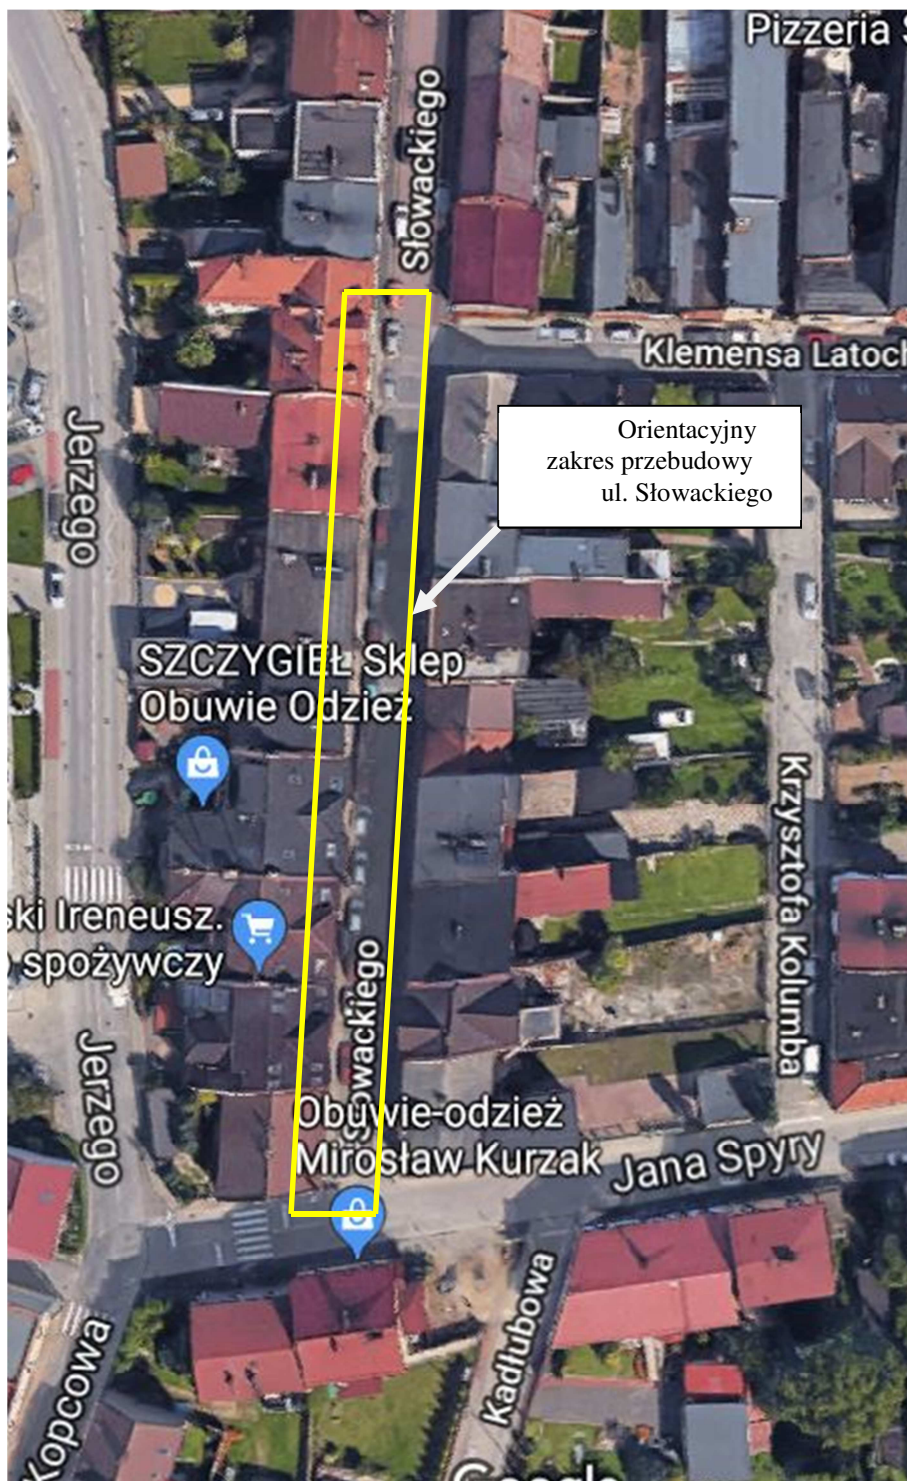 Pizzeria S
Słowackiego
Klemensa Latoch
Jerzego
Orientacyjny
zakres przebudowy
ul. Słowackiego
SZCZYGIEŁ Sklep
Obuwie Odzież
Krzysztofa Kolumba
ski Ireneusz.
spożywczy
Słowackiego
Jerzego
Obuwie-odzież
Mirosław Kurzak
Jana Spyry
Kadłubowa
Kopcowa
Google